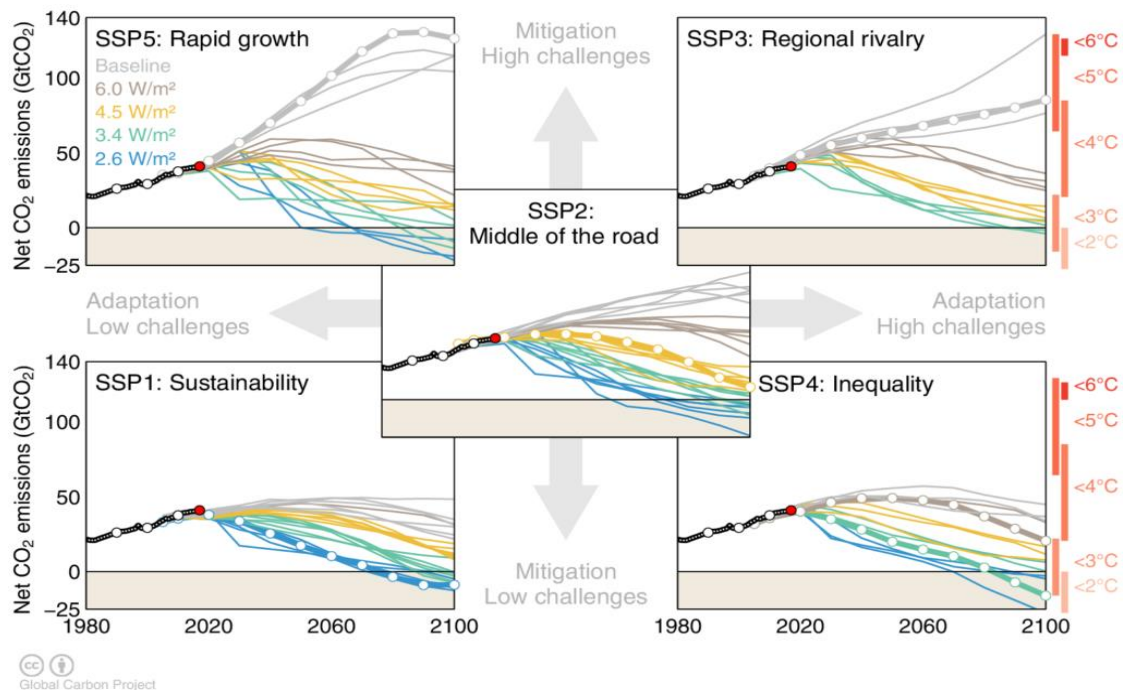 140
100
50
0
−25
Net CO₂ emissions (GtCO₂)
SSP5: Rapid growth
Baseline
6.0 W/m²
4.5 W/m²
3.4 W/m²
2.6 W/m²
Mitigation
High challenges
SSP3: Regional rivalry
<6°C
<5°C
<4°C
<3°C
<2°C
SSP2:
Middle of the road
Adaptation
Low challenges
Adaptation
High challenges
140
100
50
0
−25
Net CO₂ emissions (GtCO₂)
SSP1: Sustainability
1980
2020
2060
2100
Mitigation
Low challenges
SSP4: Inequality
<6°C
<5°C
<4°C
<3°C
<2°C
1980
2020
2060
2100
cc
Global Carbon Project